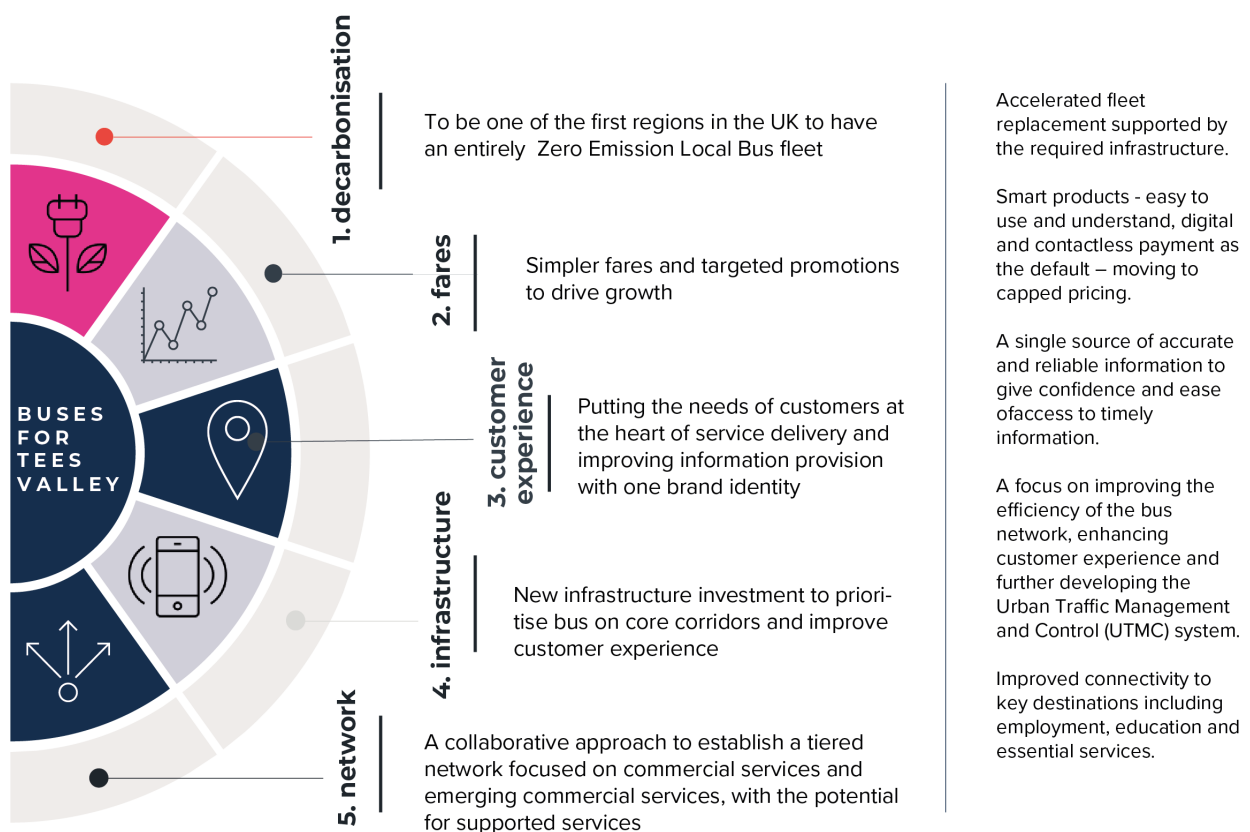 BUSES
FOR
TEES
VALLEY
1. decarbonisation
To be one of the first regions in the UK to have
an entirely Zero Emission Local Bus fleet
2. fares
Simpler fares and targeted promotions
to drive growth
3. customer
experience
Putting the needs of customers at
the heart of service delivery and
improving information provision
with one brand identity
4. infrastructure
New infrastructure investment to priori-
tise bus on core corridors and improve
customer experience
5. network
A collaborative approach to establish a tiered
network focused on commercial services and
emerging commercial services, with the potential
for supported services
Accelerated fleet
replacement supported by
the required infrastructure.
Smart products - easy to
use and understand, digital
and contactless payment as
the default – moving to
capped pricing.
A single source of accurate
and reliable information to
give confidence and ease
ofaccess to timely
information.
A focus on improving the
efficiency of the bus
network, enhancing
customer experience and
further developing the
Urban Traffic Management
and Control (UTMC) system.
Improved connectivity to
key destinations including
employment, education and
essential services.